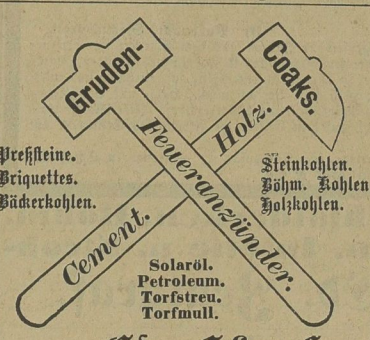 Gruden-
Coaks.
Feueranzünder.
Holz.
Cement.
Preßsteine.
Briquettes.
Bäckerkohlen.
Steinkohlen.
Böhm. Kohlen
Holzkohlen.
Solaröl.
Petroleum.
Torfstreu.
Torfmull.